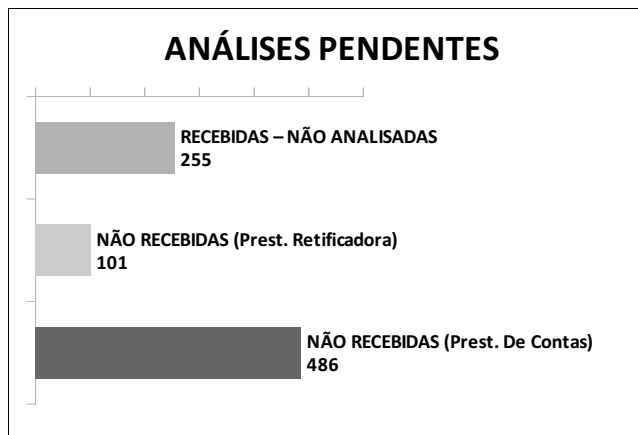 ANÁLISES PENDENTES
RECEBIDAS – NÃO ANALISADAS
255
NÃO RECEBIDAS (Prest. Retificadora)
101
NÃO RECEBIDAS (Prest. De Contas)
486